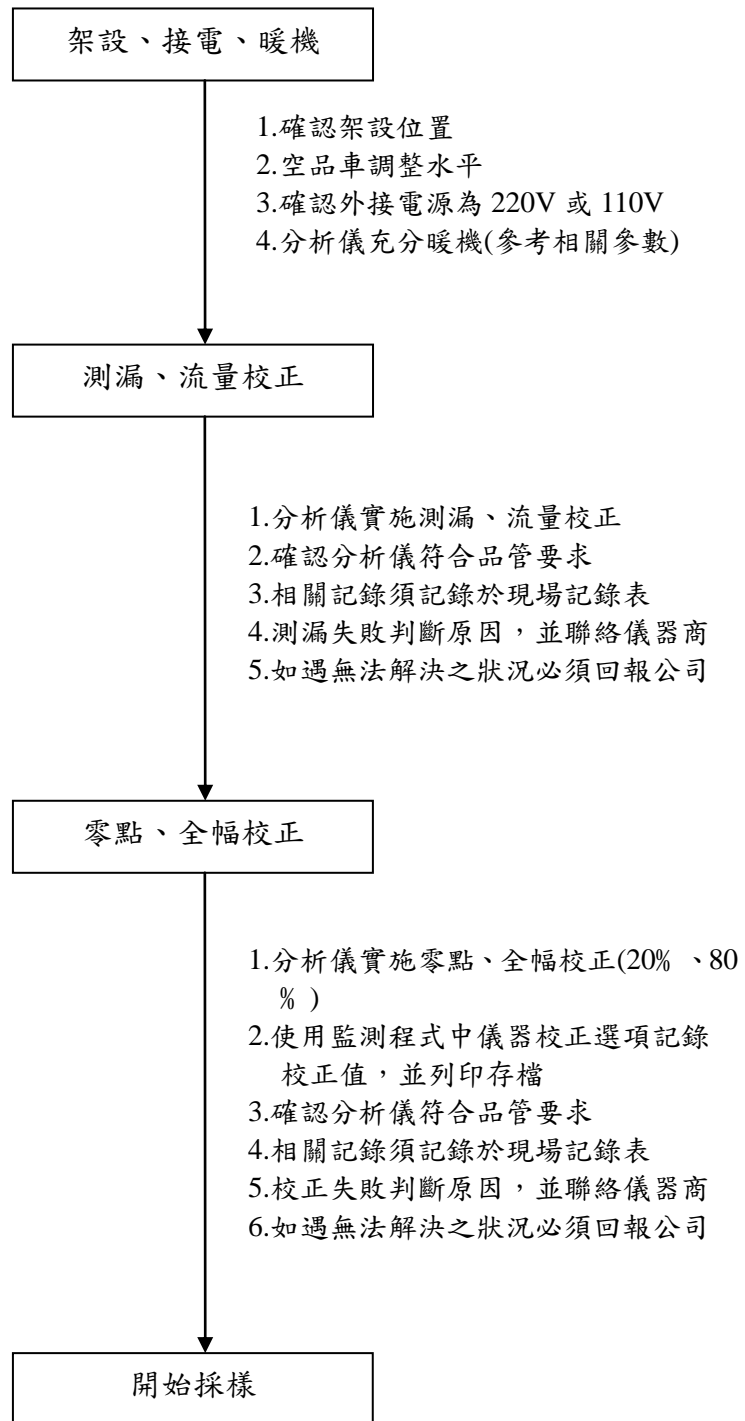 架設、接電、暖機
1.確認架設位置
2.空品車調整水平
3.確認外接電源為 220V 或 110V
4.分析儀充分暖機(參考相關參數)
測漏、流量校正
1.分析儀實施測漏、流量校正
2.確認分析儀符合品管要求
3.相關記錄須記錄於現場記錄表
4.測漏失敗判斷原因，並聯絡儀器商
5.如遇無法解決之狀況必須回報公司
零點、全幅校正
1.分析儀實施零點、全幅校正(20% 、80
% )
2.使用監測程式中儀器校正選項記錄
校正值，並列印存檔
3.確認分析儀符合品管要求
4.相關記錄須記錄於現場記錄表
5.校正失敗判斷原因，並聯絡儀器商
6.如遇無法解決之狀況必須回報公司
開始採樣